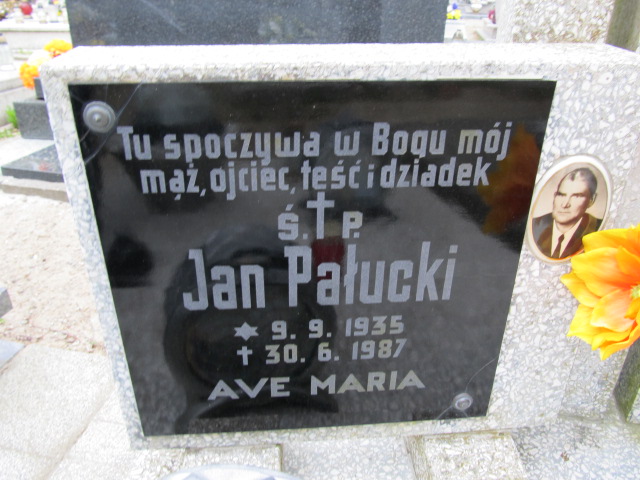 Tu spoczywa w Bogu mój
mąż, ojciec, teść i dziadek
Ś. † P.
Jan Pałucki
* 9. 9. 1935
† 30. 6. 1987
AVE MARIA